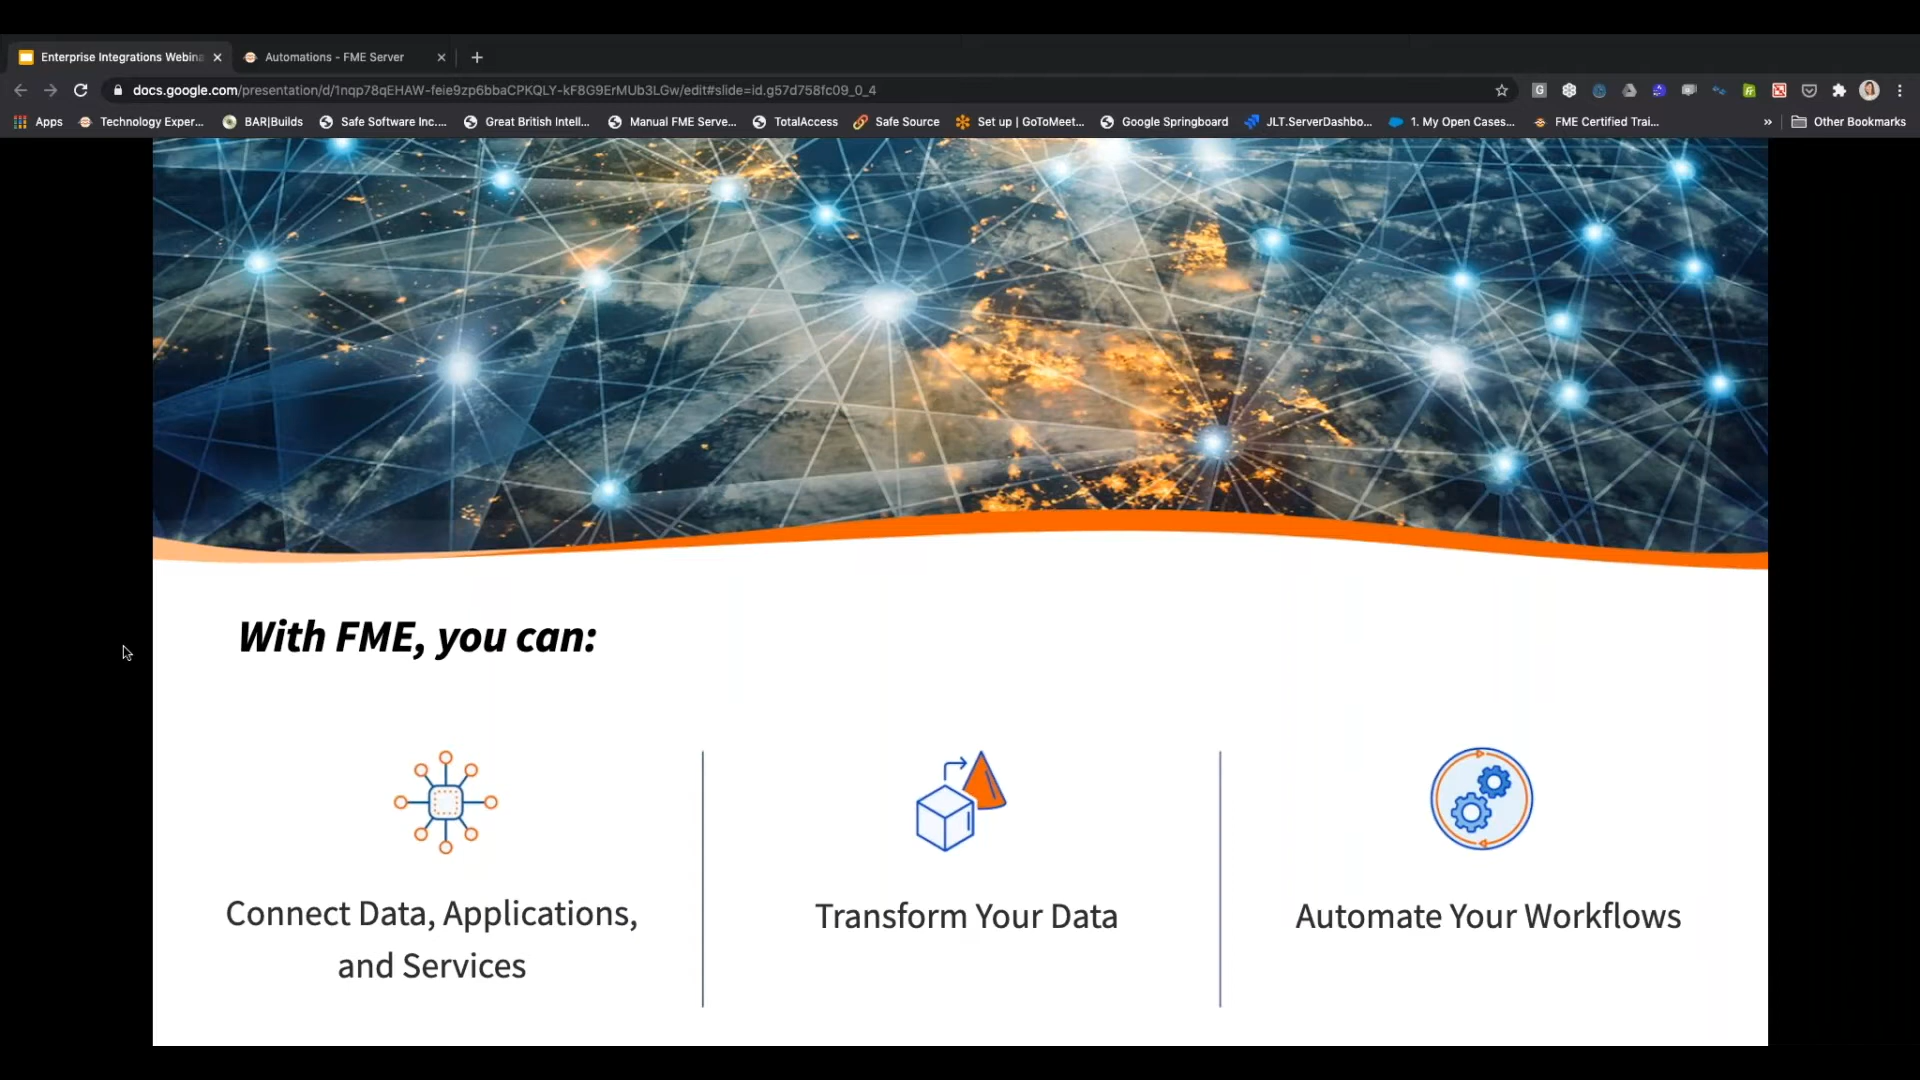 Enterprise Integrations Webina
Automations - FME Server
docs.google.com/presentation/d/1nqp78qEHAW-feie9zp6bbaCPKQLY-kF8G9ErMUb3LGw/edit#slide=id.g57d758fc09_0_4
Apps Technology Exper... BAR|Builds Safe Software Inc.... Great British Intell... Manual FME Serve... TotalAccess Safe Source Set up | GoToMeet... Google Springboard JLT.ServerDashbo... 1. My Open Cases... FME Certified Trai... » Other Bookmarks
With FME, you can:
Connect Data, Applications,
and Services
Transform Your Data
Automate Your Workflows